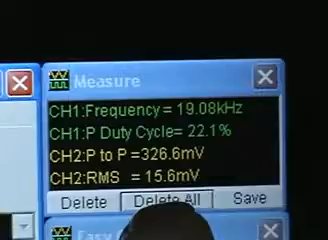 Measure
CH1:Frequency = 19.08kHz
CH1:P Duty Cycle= 22.1%
CH2:P to P =326.6mV
CH2:RMS = 15.6mV
Delete Delete All Save
Easy